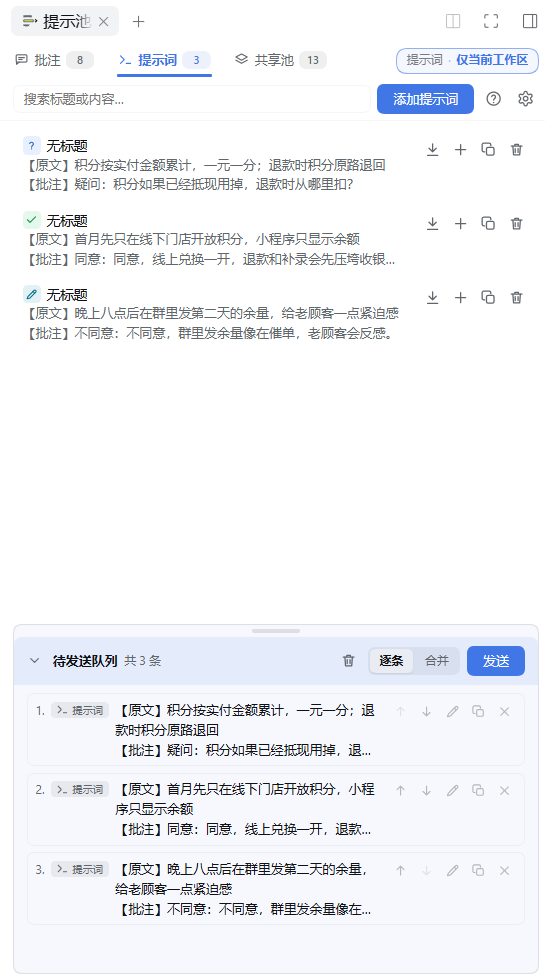 提示池
批注 8
提示词 3
共享池 13
提示词 · 仅当前工作区
搜索标题或内容...
添加提示词
无标题
【原文】积分按实付金额累计，一元一分；退款时积分原路退回
【批注】疑问：积分如果已经抵现用掉，退款时从哪里扣？
无标题
【原文】首月先只在线下门店开放积分，小程序只显示余额
【批注】同意：同意，线上兑换一开，退款和补录会先压垮收银...
无标题
【原文】晚上八点后在群里发第二天的余量，给老顾客一点紧迫感
【批注】不同意：不同意，群里发余量像在催单，老顾客会反感。
待发送队列 共 3 条
逐条
合并
发送
1. 提示词 【原文】积分按实付金额累计，一元一分；退
款时积分原路退回
【批注】疑问：积分如果已经抵现用掉，退...
2. 提示词 【原文】首月先只在线下门店开放积分，小程
序只显示余额
【批注】同意：同意，线上兑换一开，退款...
3. 提示词 【原文】晚上八点后在群里发第二天的余量，
给老顾客一点紧迫感
【批注】不同意：不同意，群里发余量像在...